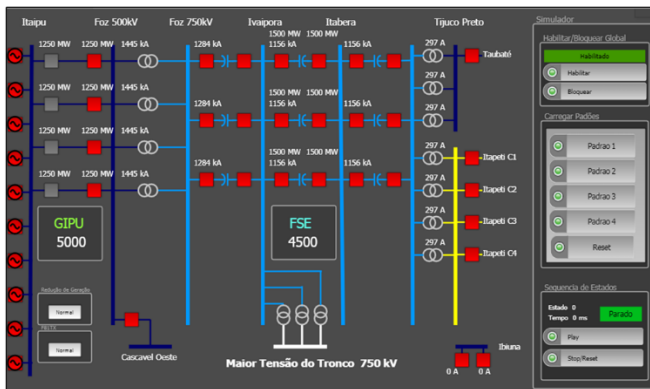 Itaipu Foz 500kV Foz 750kV Ivaipora Itabera Tijuco Preto
1250 MW 1250 MW 1445 kA
1284 kA
1500 MW 1500 MW
1156 kA 1156 kA
297 A
Taubaté
297 A
1250 MW 1250 MW 1445 kA
1284 kA
1500 MW 1500 MW
1156 kA 1156 kA
297 A
1250 MW 1250 MW 1445 kA
297 A
Itapeti C1
1250 MW 1250 MW 1445 kA
1284 kA
1500 MW 1500 MW
1156 kA 1156 kA
297 A
Itapeti C2
297 A
Itapeti C3
297 A
Itapeti C4
GIPU
5000
FSE
4500
Redução de Geração
Normal
Normal
Cascavel Oeste
Maior Tensão do Tronco 750 kV
Ibiuna
0 A 0 A
Simulador
Habilitar/Bloquear Global
Habilitado
Habilitar
Bloquear
Carregar Padões
Padrao 1
Padrao 2
Padrao 3
Padrao 4
Reset
Sequencia de Estados
Estado 0
Tempo 0 ms
Parado
Play
Stop/Reset